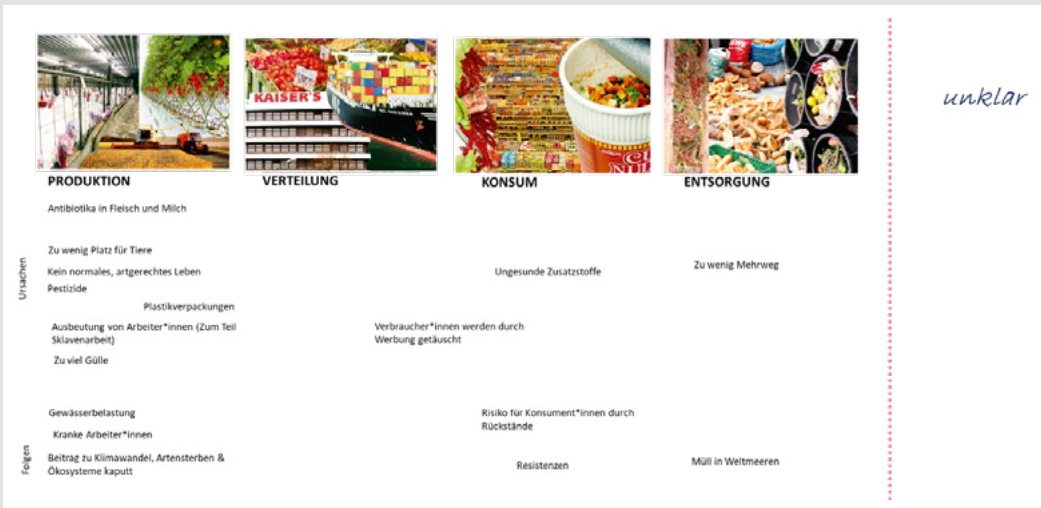 KAISER'S
unklar
PRODUKTION
VERTEILUNG
KONSUM
ENTSORGUNG
Antibiotika in Fleisch und Milch
Ursachen
Zu wenig Platz für Tiere
Kein normales, artgerechtes Leben
Pestizide
Plastikverpackungen
Ausbeutung von Arbeiter*innen (Zum Teil
Sklavenarbeit)
Zu viel Gülle
Verbraucher*innen werden durch
Werbung getäuscht
Ungesunde Zusatzstoffe
Zu wenig Mehrweg
Folgen
Gewässerbelastung
Kranke Arbeiter*innen
Beitrag zu Klimawandel, Artensterben &
Ökosysteme kaputt
Risiko für Konsument*innen durch
Rückstände
Resistenzen
Müll in Weltmeeren